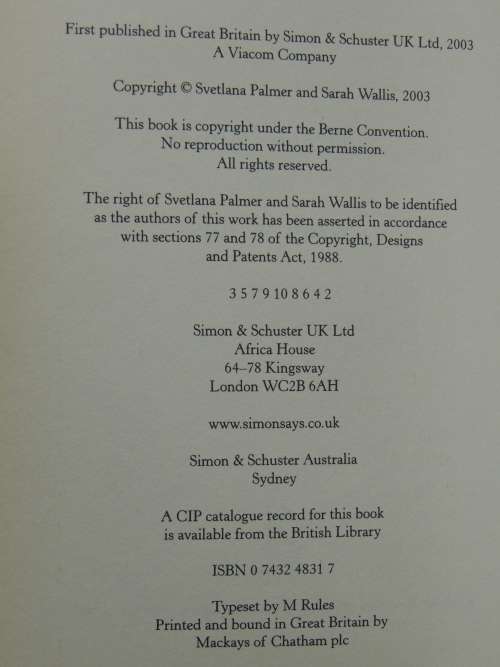 First published in Great Britain by Simon & Schuster UK Ltd, 2003
A Viacom Company
Copyright © Svetlana Palmer and Sarah Wallis, 2003
This book is copyright under the Berne Convention.
No reproduction without permission.
All rights reserved.
The right of Svetlana Palmer and Sarah Wallis to be identified
as the authors of this work has been asserted in accordance
with sections 77 and 78 of the Copyright, Designs
and Patents Act, 1988.
3 5 7 9 10 8 6 4 2
Simon & Schuster UK Ltd
Africa House
64–78 Kingsway
London WC2B 6AH
www.simonsays.co.uk
Simon & Schuster Australia
Sydney
A CIP catalogue record for this book
is available from the British Library
ISBN 0 7432 4831 7
Typeset by M Rules
Printed and bound in Great Britain by
Mackays of Chatham plc